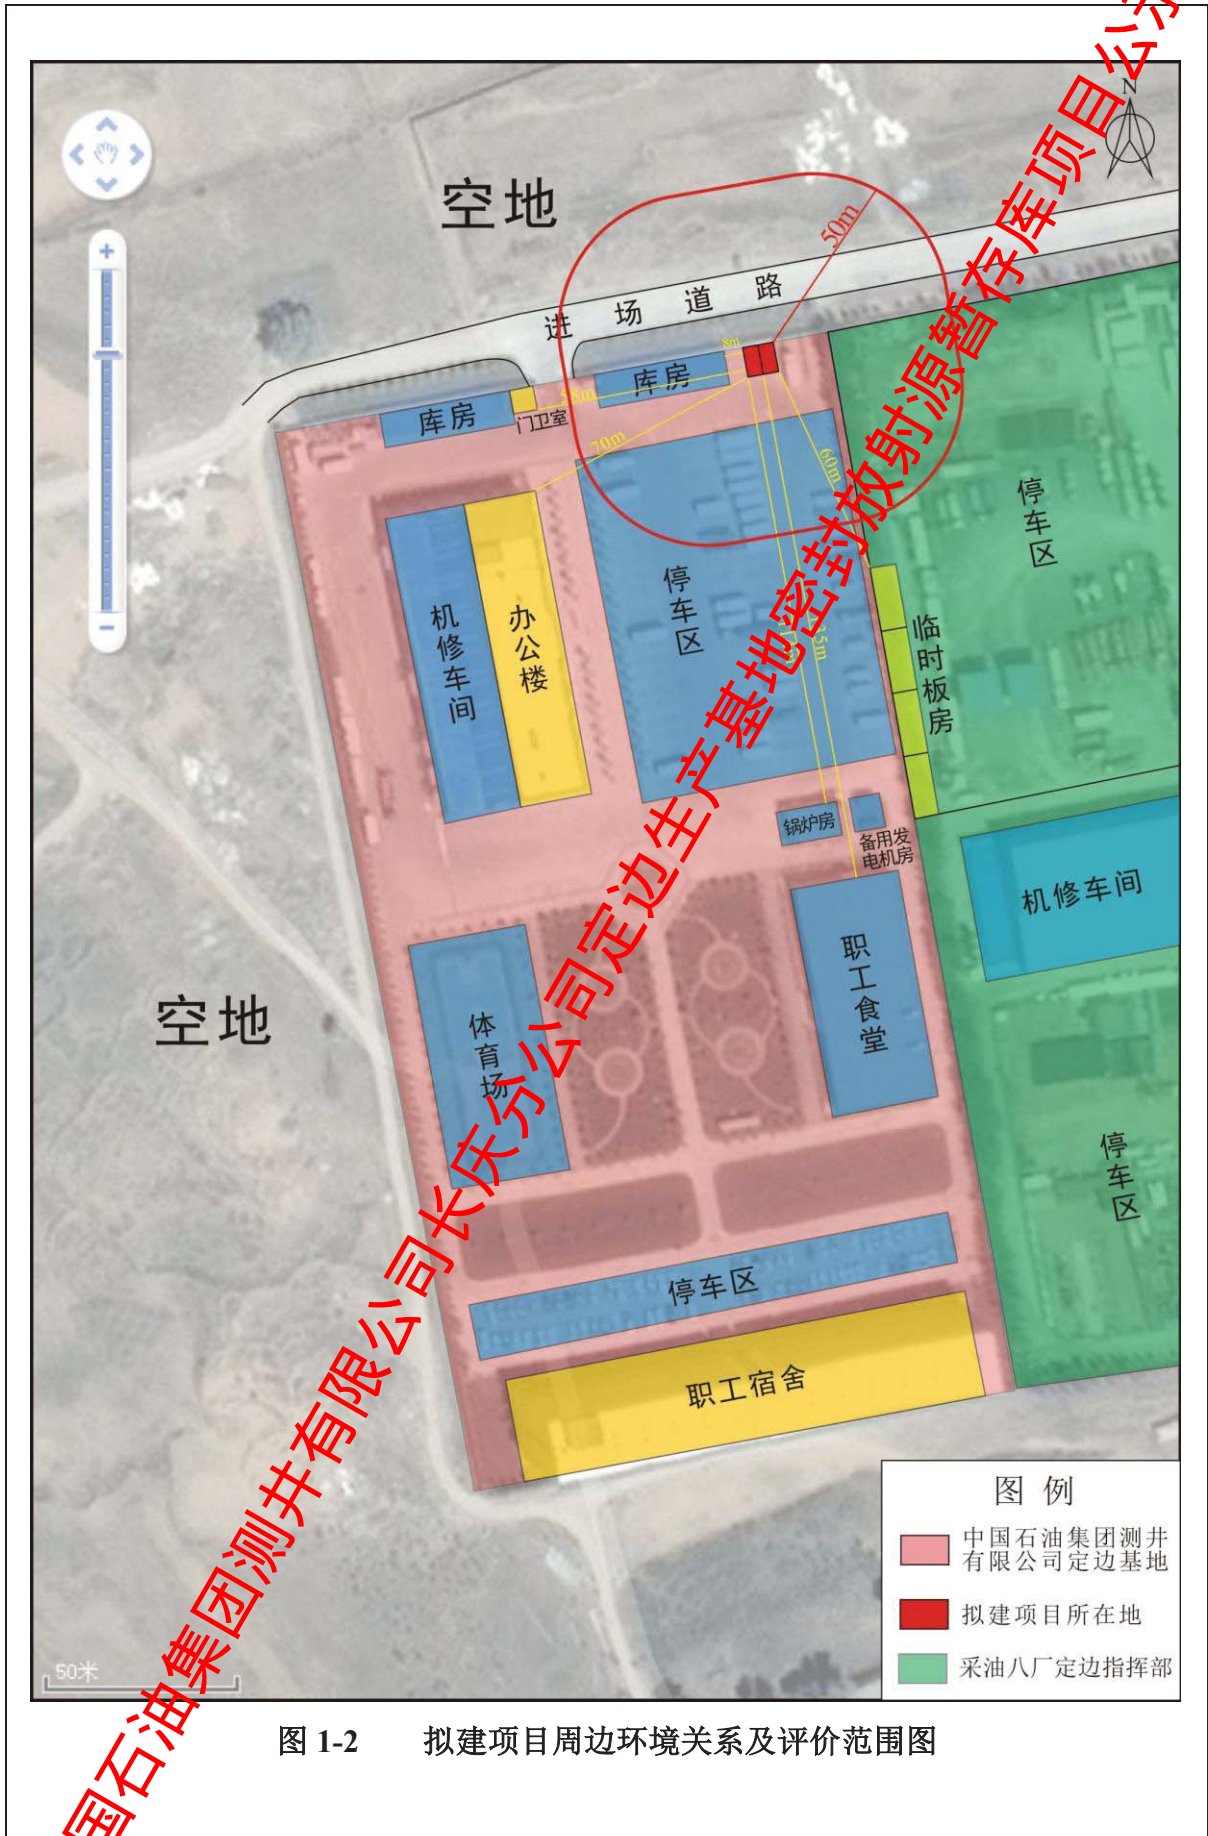 N
空地
50m
进场道路
8m
库房
库房
58m
门卫室
70m
60m
停车区
停车区
机修车间
办公楼
临时板房
锅炉房
备用发
电机房
机修车间
职工食堂
空地
体育场
停车区
停车区
职工宿舍
图 例
中国石油集团测井
有限公司定边基地
拟建项目所在地
采油八厂定边指挥部
50米
图 1-2 拟建项目周边环境关系及评价范围图
国石油集团测井有限公司长庆分公司定边生产基地密封放射源暂存库项目公示